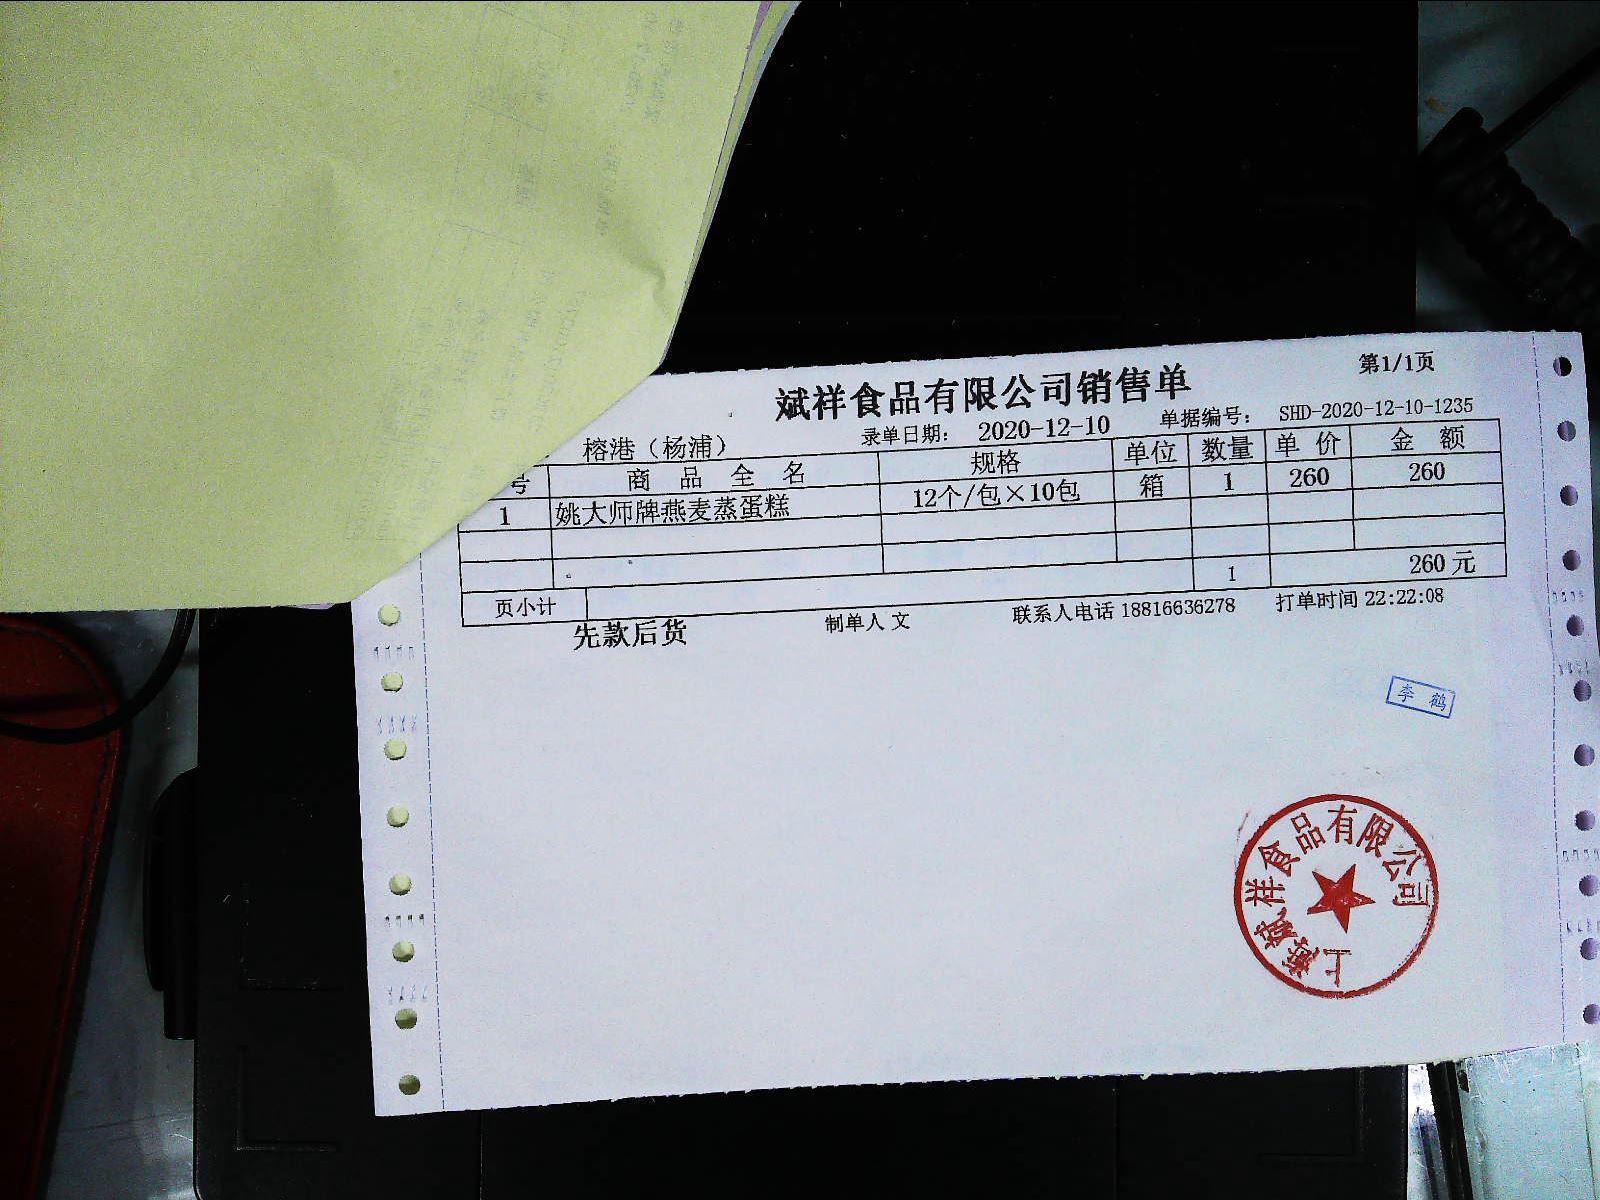 斌祥食品有限公司销售单
第1/1页
榕港（杨浦） 录单日期： 2020-12-10 单据编号： SHD-2020-12-10-1235
号 商品全名 规格 单位 数量 单价 金额
1 姚大师牌燕麦蒸蛋糕 12个/包×10包 箱 1 260 260
页小计 1 260元
先款后货 制单人 文 联系人电话 18816636278 打单时间 22:22:08
李鹤
上海斌祥食品有限公司